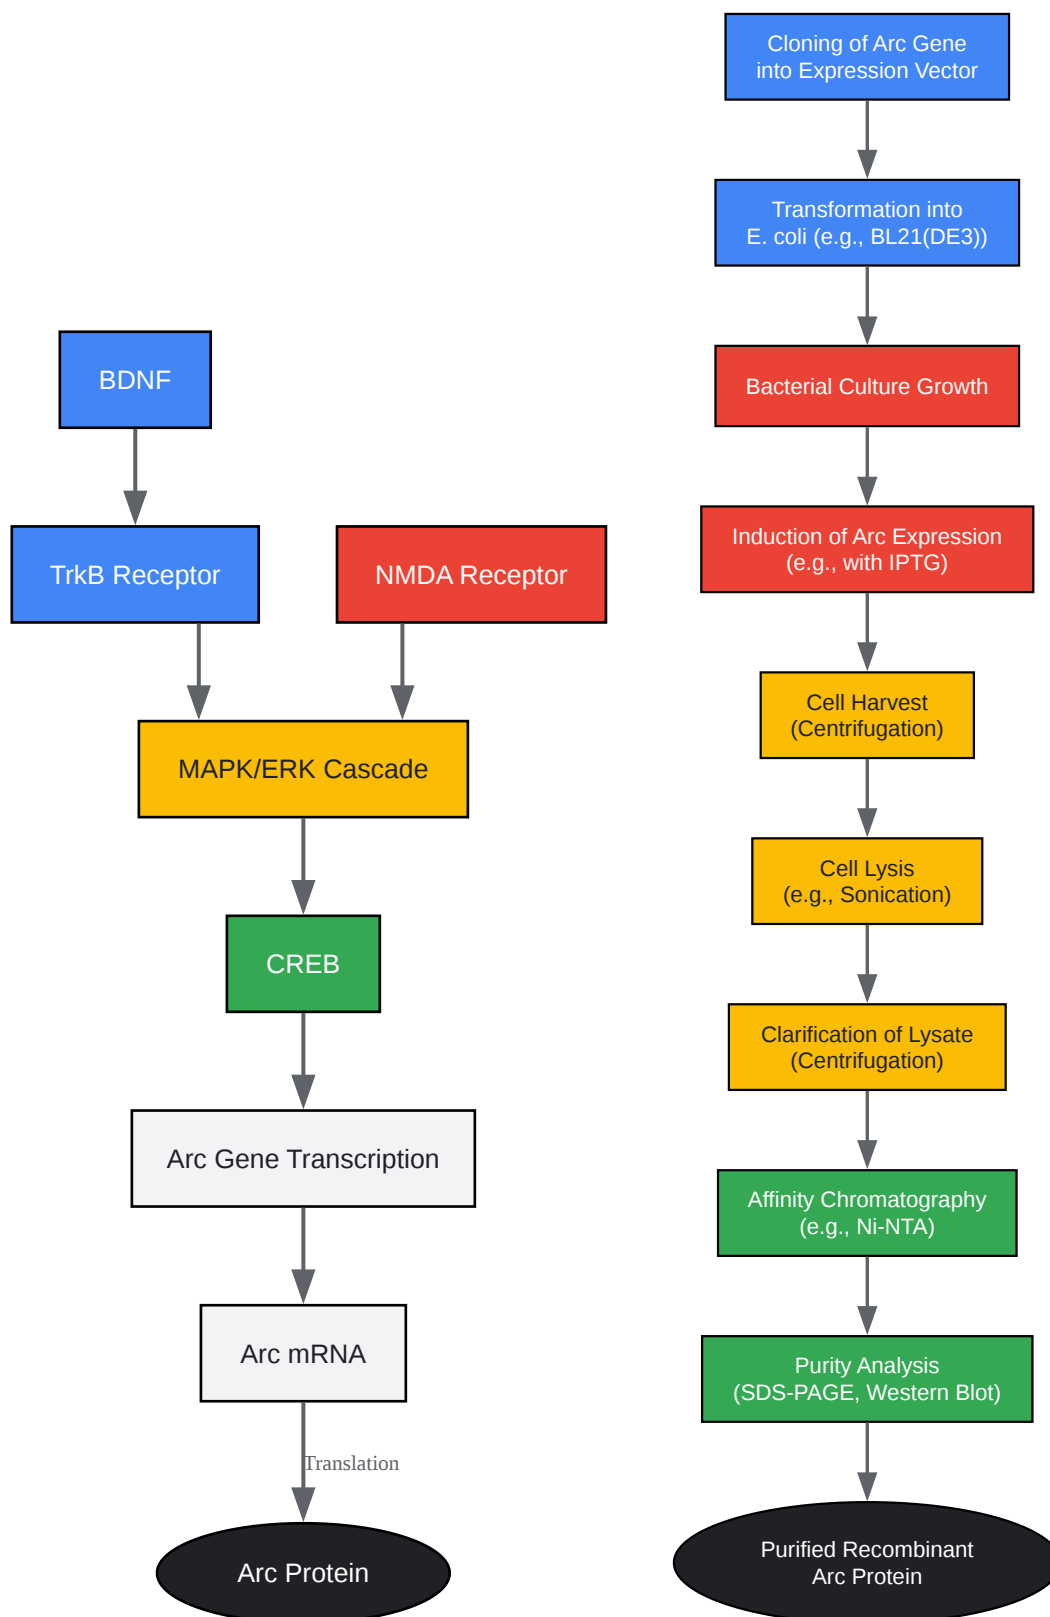 BDNF
TrkB Receptor
NMDA Receptor
MAPK/ERK Cascade
CREB
Arc Gene Transcription
Arc mRNA
Translation
Arc Protein
Cloning of Arc Gene
into Expression Vector
Transformation into
E. coli (e.g., BL21(DE3))
Bacterial Culture Growth
Induction of Arc Expression
(e.g., with IPTG)
Cell Harvest
(Centrifugation)
Cell Lysis
(e.g., Sonication)
Clarification of Lysate
(Centrifugation)
Affinity Chromatography
(e.g., Ni-NTA)
Purity Analysis
(SDS-PAGE, Western Blot)
Purified Recombinant
Arc Protein